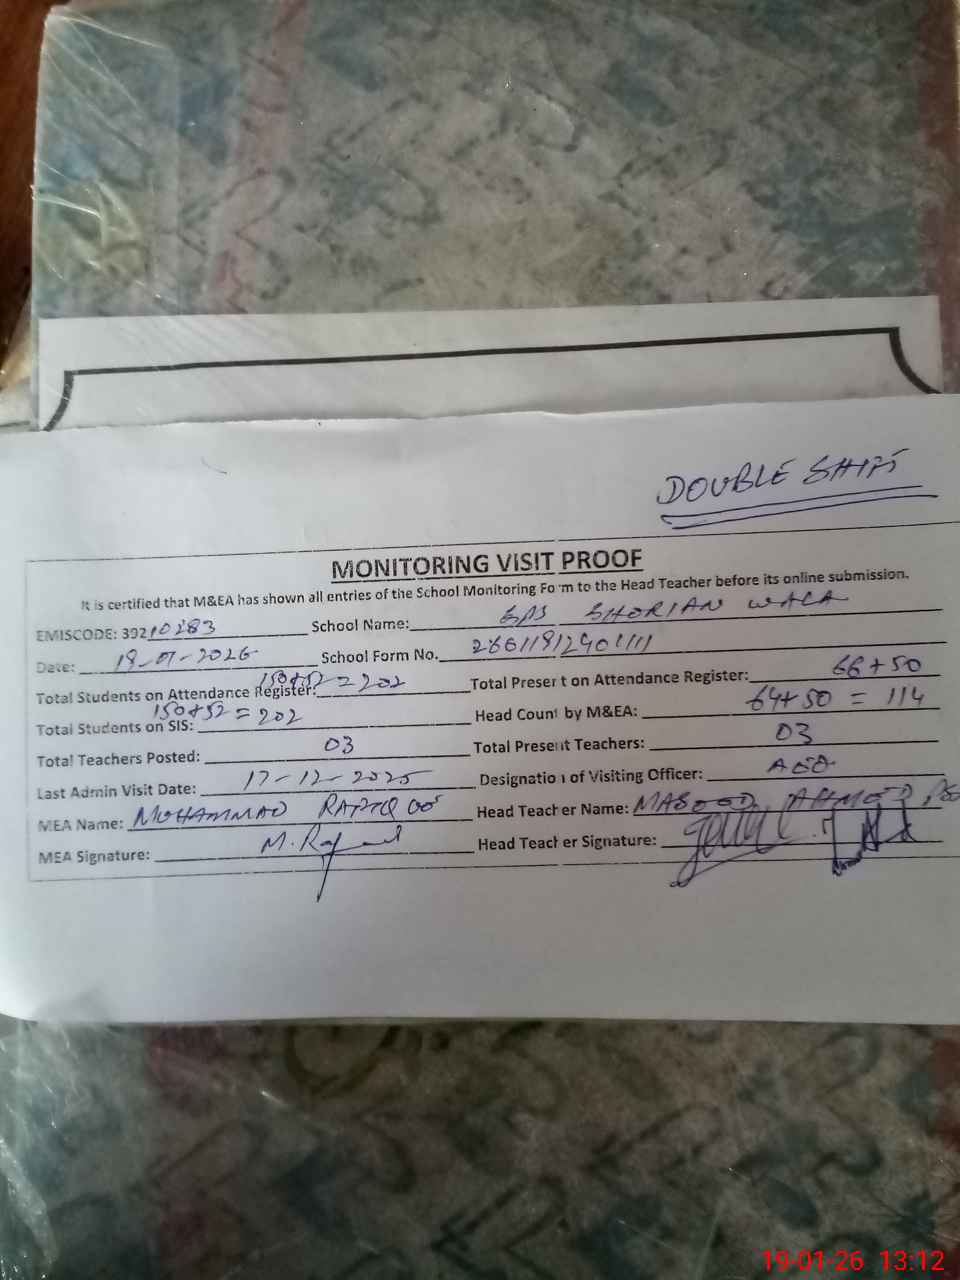 DOUBLE SHIFT
MONITORING VISIT PROOF
It is certified that M&EA has shown all entries of the School Monitoring Form to the Head Teacher before its online submission.
EMISCODE: 39210283 School Name: GPS SHORIAN WALA
Date: 19-01-2026 School Form No. 28611812401111
Total Students on Attendance Register: 150+52=202 Total Present on Attendance Register: 66+50
Total Students on SIS: 150+52=202 Head Count by M&EA: 64+50 = 114
Total Teachers Posted: 03 Total Present Teachers: 03
Last Admin Visit Date: 17-12-2025 Designation of Visiting Officer: AEO
MEA Name: MUHAMMAD RAFIQ Head Teacher Name: MASOOD AHMED
MEA Signature: M. Rafiq Head Teacher Signature:
19-01-26 13:12